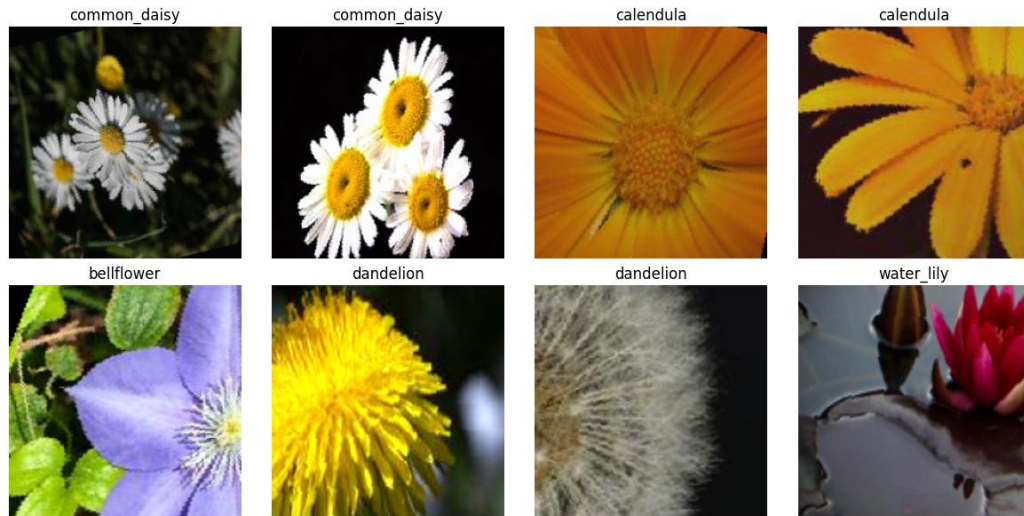 common_daisy
common_daisy
calendula
calendula
bellflower
dandelion
dandelion
water_lily